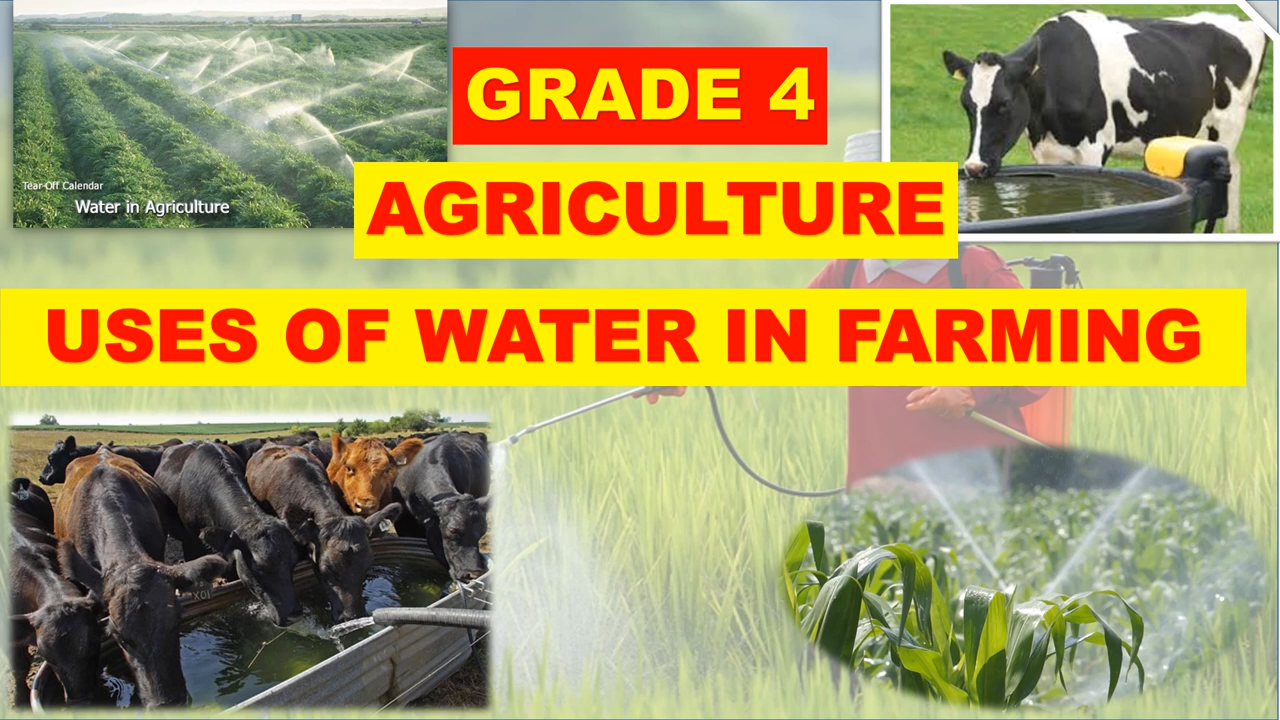 GRADE 4
AGRICULTURE
Tear-Off Calendar
Water in Agriculture
USES OF WATER IN FARMING